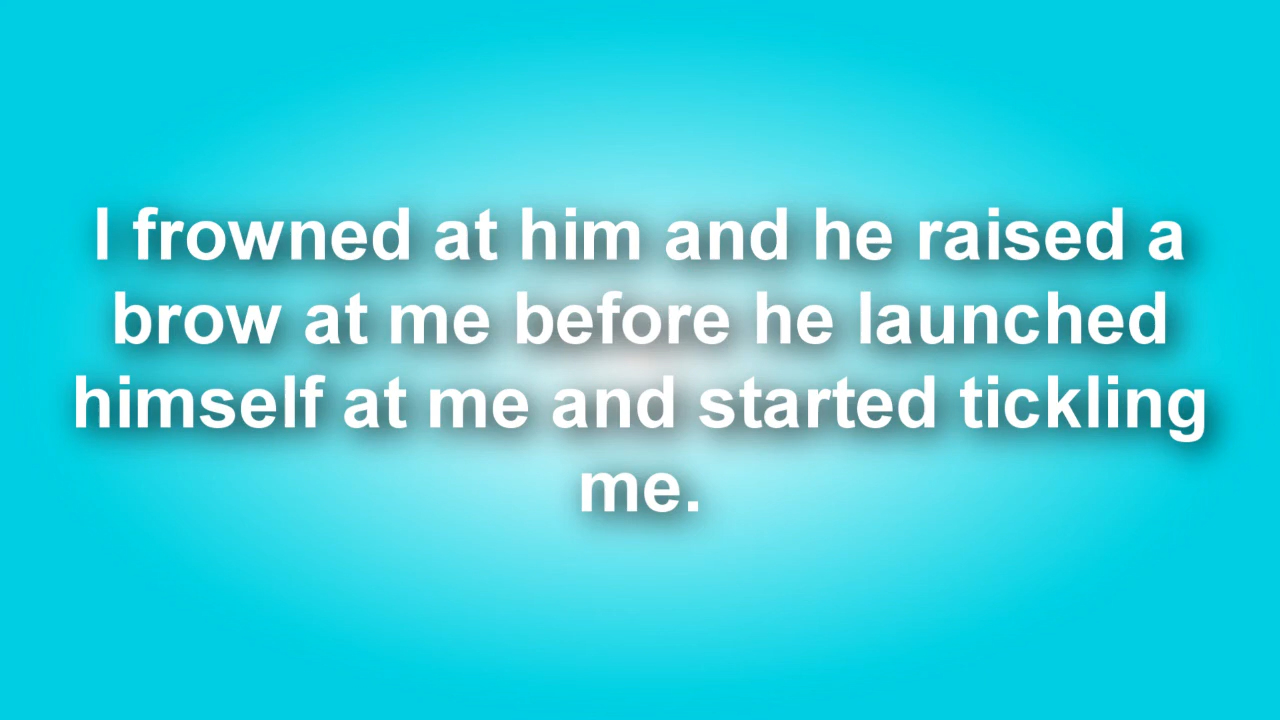 I frowned at him and he raised a
brow at me before he launched
himself at me and started tickling
me.